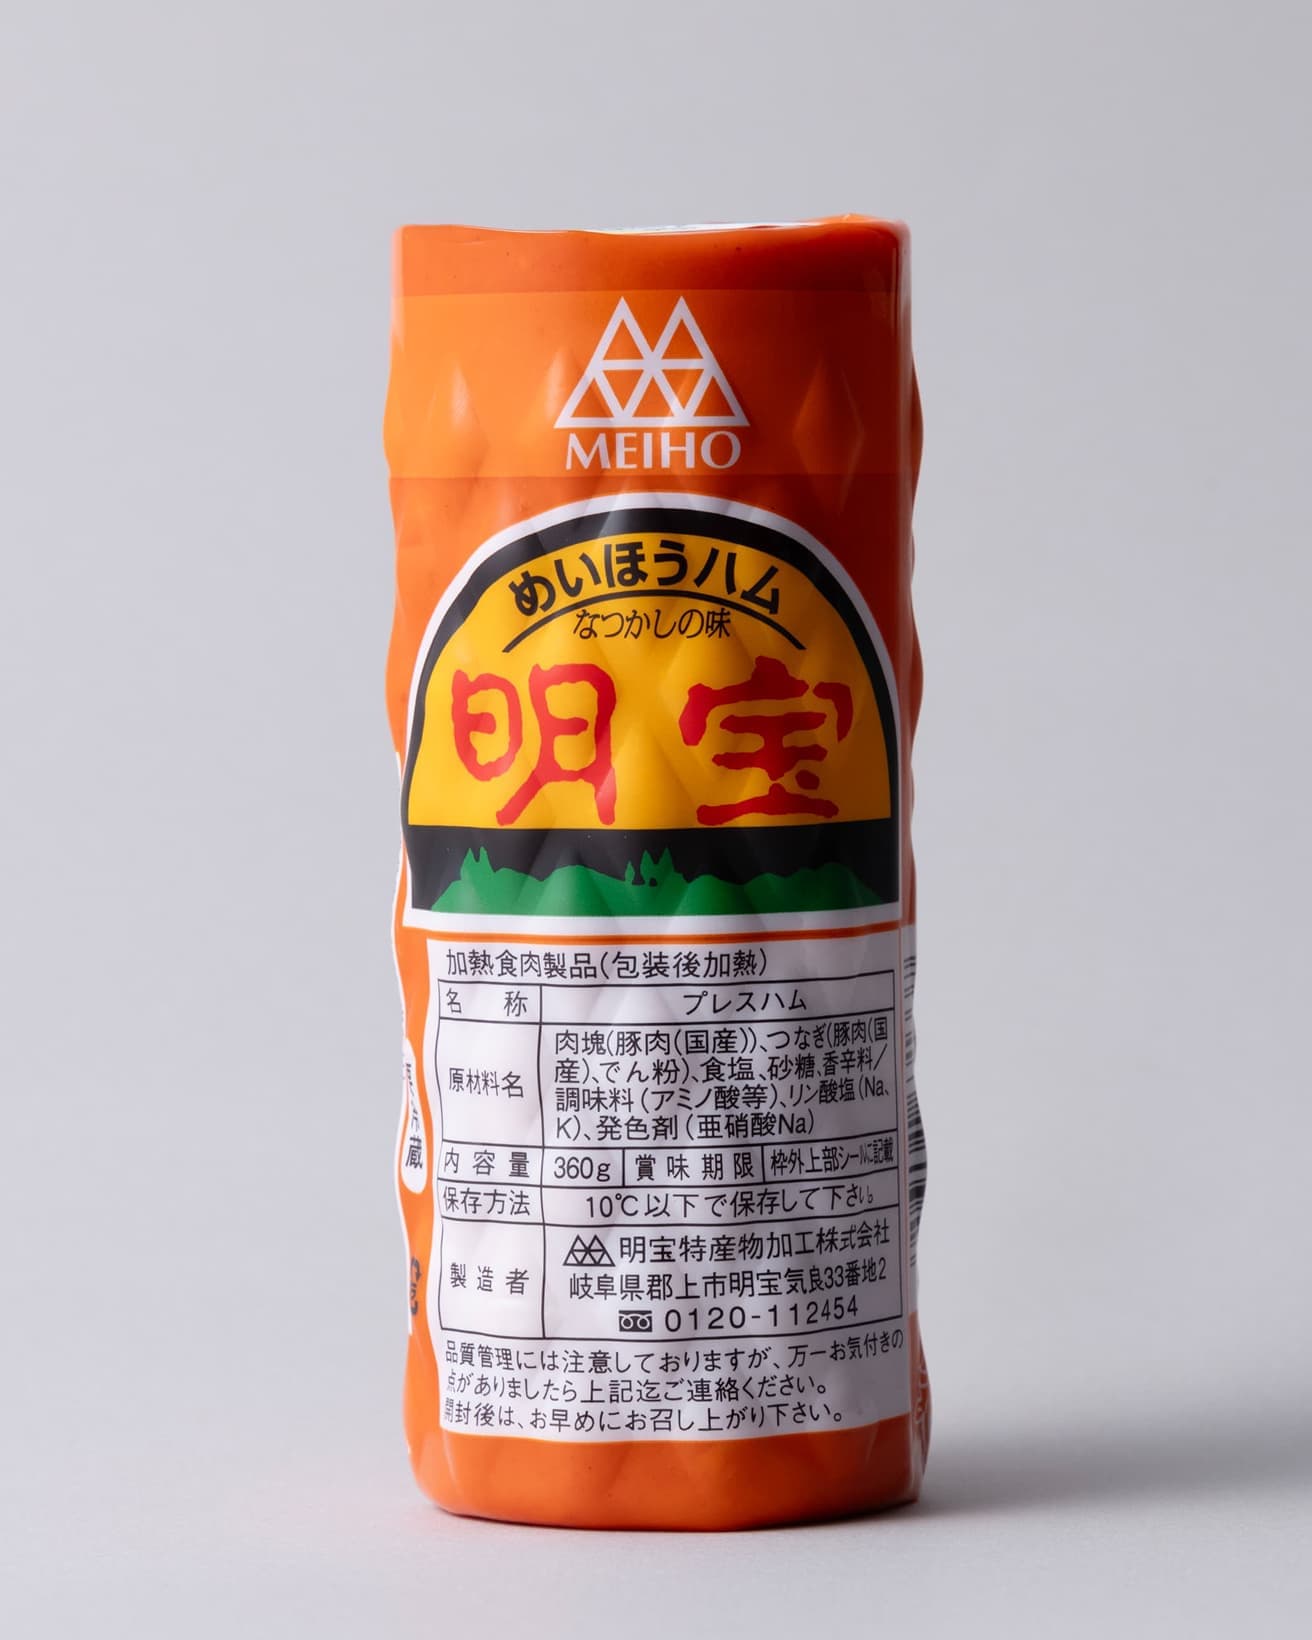 MEIHO
めいほうハム
なつかしの味
明宝
加熱食肉製品(包装後加熱)
名称 プレスハム
原材料名 肉塊(豚肉(国産))、つなぎ(豚肉(国
産)、でん粉)、食塩、砂糖、香辛料/
調味料(アミノ酸等)、リン酸塩(Na、
K)、発色剤(亜硝酸Na)
内容量 360g 賞味期限 枠外上部シールに記載
保存方法 10℃以下で保存して下さい。
製造者 明宝特産物加工株式会社
岐阜県郡上市明宝気良33番地2
0120-112454
品質管理には注意しておりますが、万一お気付きの
点がありましたら上記迄ご連絡ください。
開封後は、お早めにお召し上がり下さい。
蔵